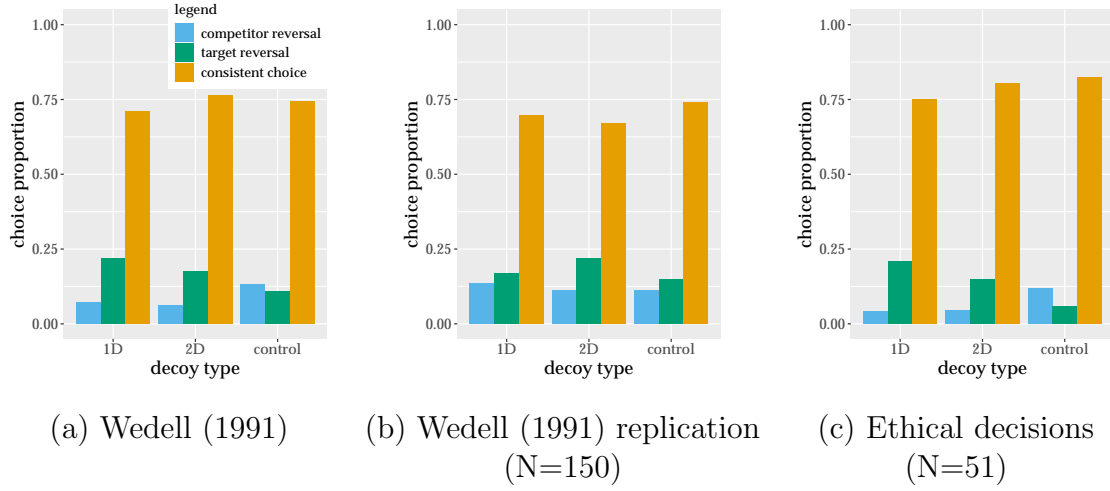 legend
competitor reversal
target reversal
consistent choice
1.00
0.75
0.50
0.25
0.00
choice proportion
1D 2D control
decoy type
(a) Wedell (1991)
1.00
0.75
0.50
0.25
0.00
choice proportion
1D 2D control
decoy type
(b) Wedell (1991) replication
(N=150)
1.00
0.75
0.50
0.25
0.00
choice proportion
1D 2D control
decoy type
(c) Ethical decisions
(N=51)